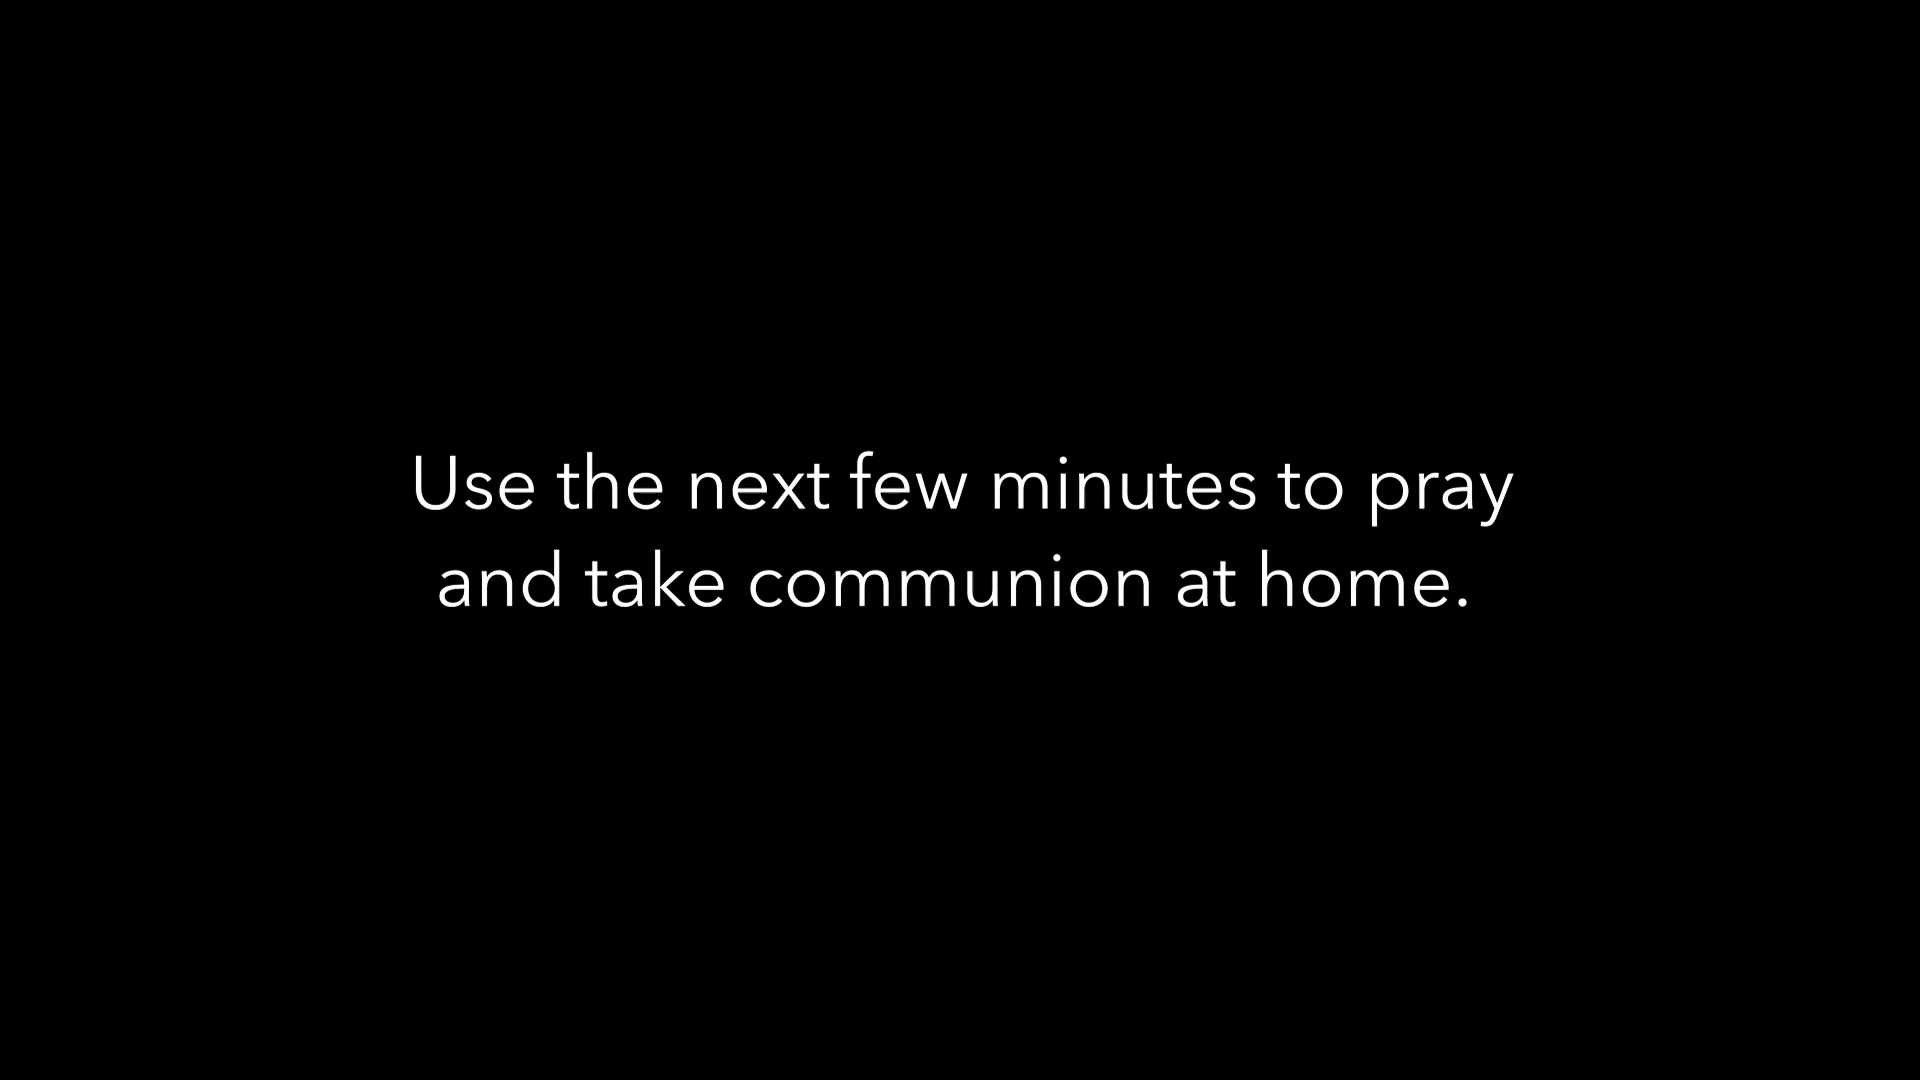 Use the next few minutes to pray
and take communion at home.